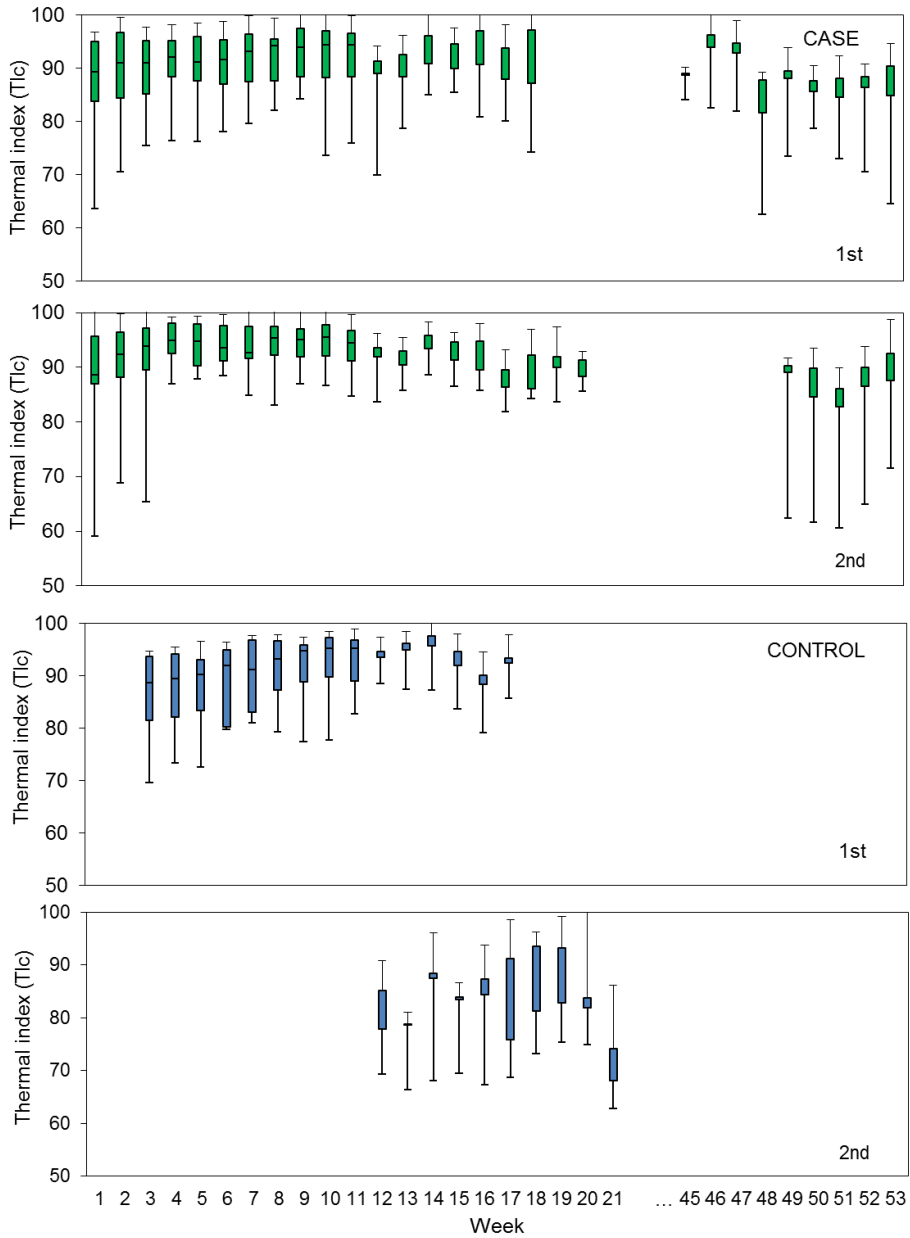 100
90
80
70
60
50
Thermal index (TIc)
CASE
1st
100
90
80
70
60
50
Thermal index (TIc)
2nd
100
90
80
70
60
50
Thermal index (TIc)
CONTROL
1st
100
90
80
70
60
50
Thermal index (TIc)
2nd
1 2 3 4 5 6 7 8 9 10 11 12 13 14 15 16 17 18 19 20 21 ... 45 46 47 48 49 50 51 52 53
Week